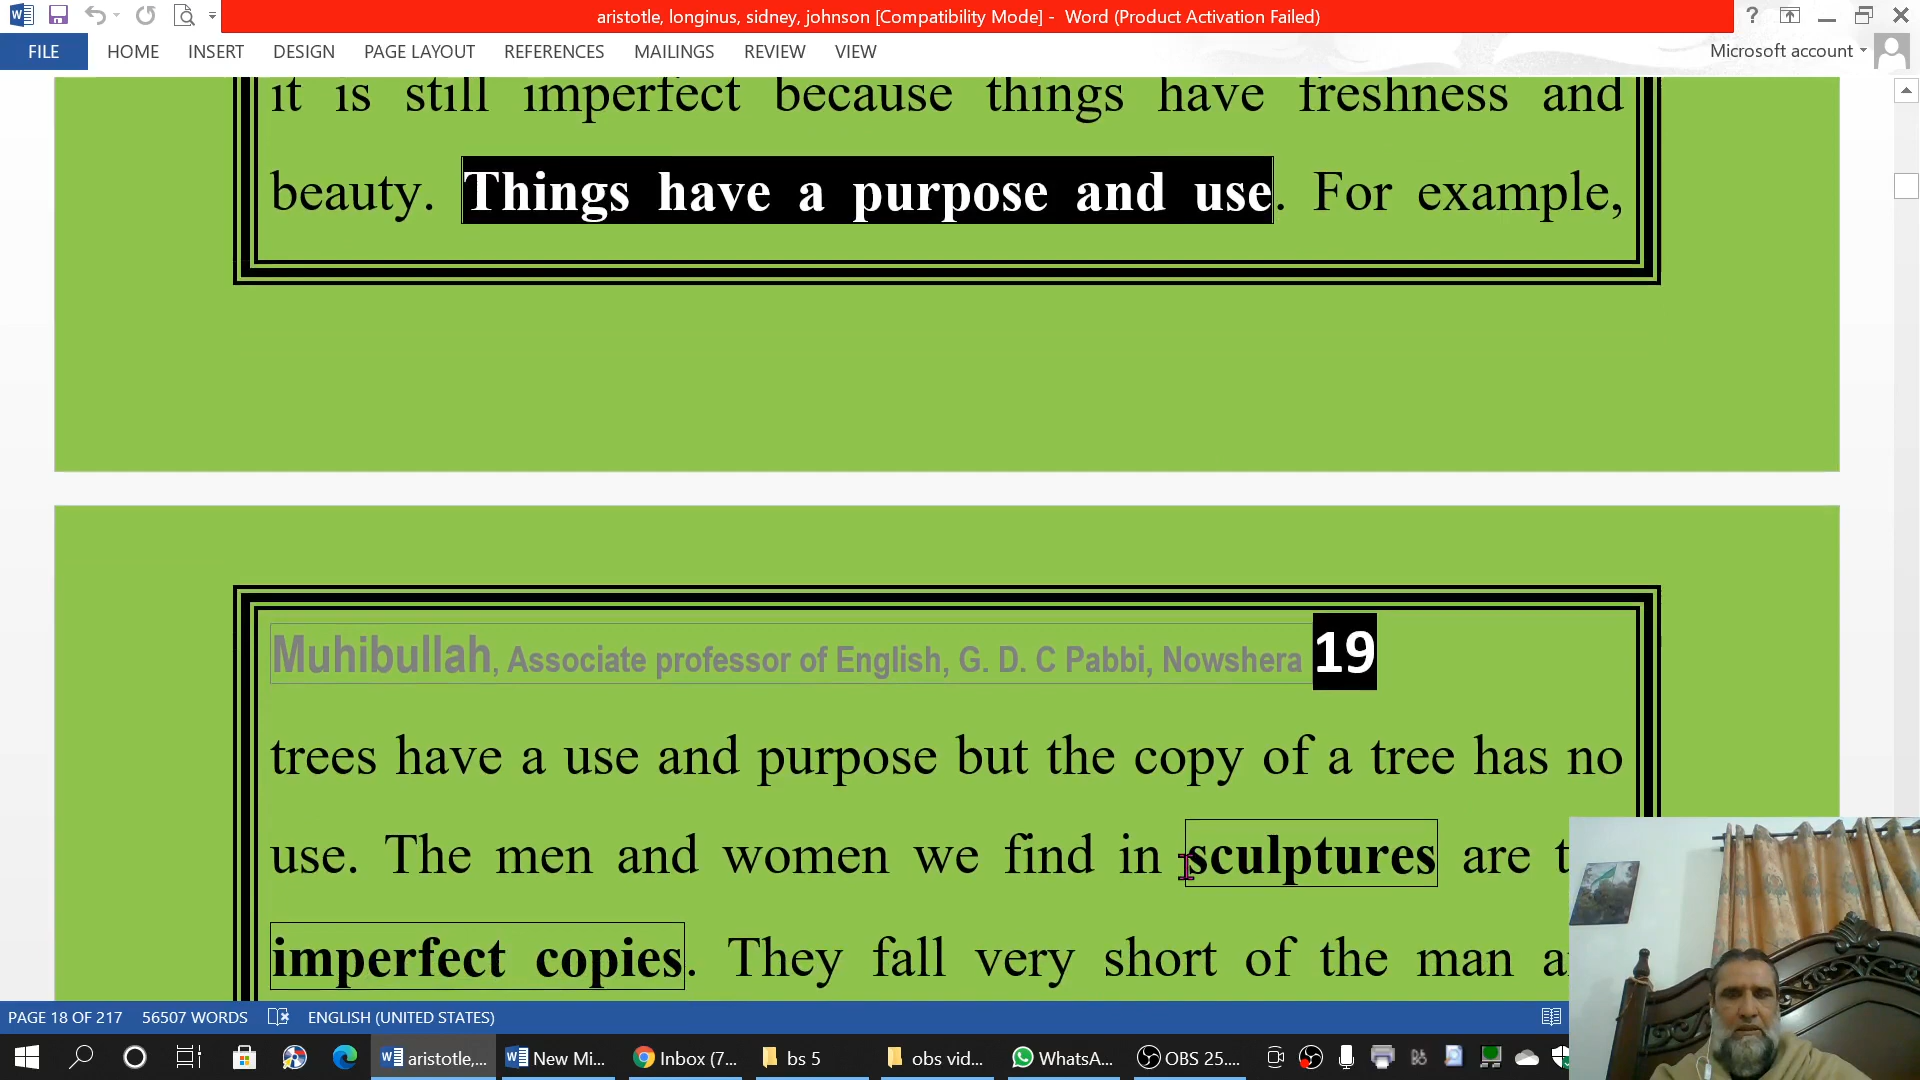 aristotle, longinus, sidney, johnson [Compatibility Mode] - Word (Product Activation Failed)
FILE HOME INSERT DESIGN PAGE LAYOUT REFERENCES MAILINGS REVIEW VIEW Microsoft account
it is still imperfect because things have freshness and
beauty. Things have a purpose and use. For example,
Muhibullah, Associate professor of English, G. D. C Pabbi, Nowshera 19
trees have a use and purpose but the copy of a tree has no
use. The men and women we find in sculptures are
imperfect copies. They fall very short of the man
PAGE 18 OF 217 56507 WORDS ENGLISH (UNITED STATES)
aristotle,... New Mi... Inbox (7... bs 5 obs vid... WhatsA... OBS 25....